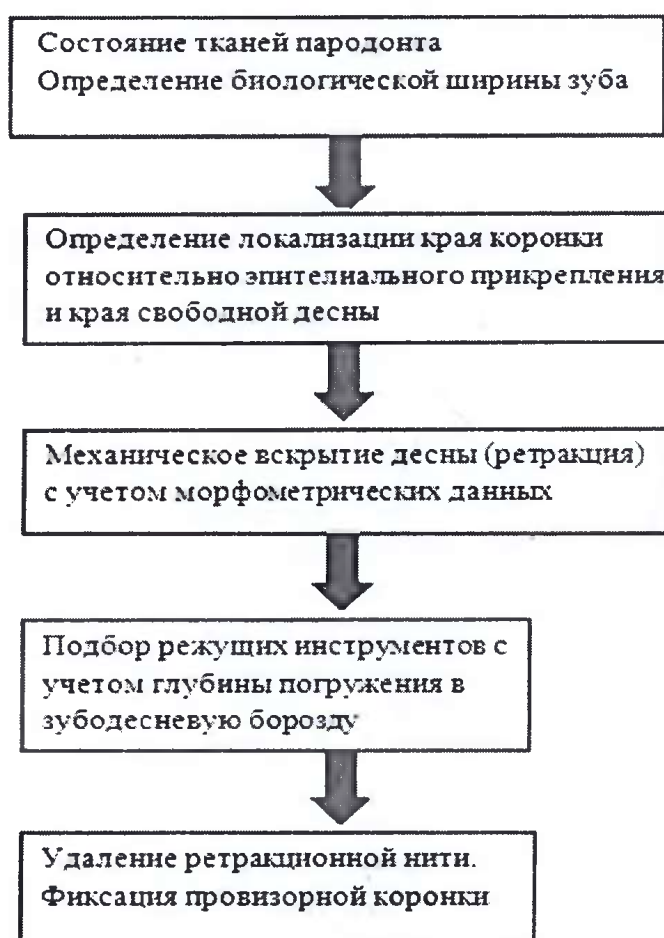 Состояние тканей пародонта
Определение биологической ширины зуба
Определение локализации края коронки
относительно эпителиального прикрепления
и края свободной десны
Механическое вскрытие десны (ретракция)
с учетом морфометрических данных
Подбор режущих инструментов с
учетом глубины погружения в
зубодесневую борозду
Удаление ретракционной нити.
Фиксация провизорной коронки